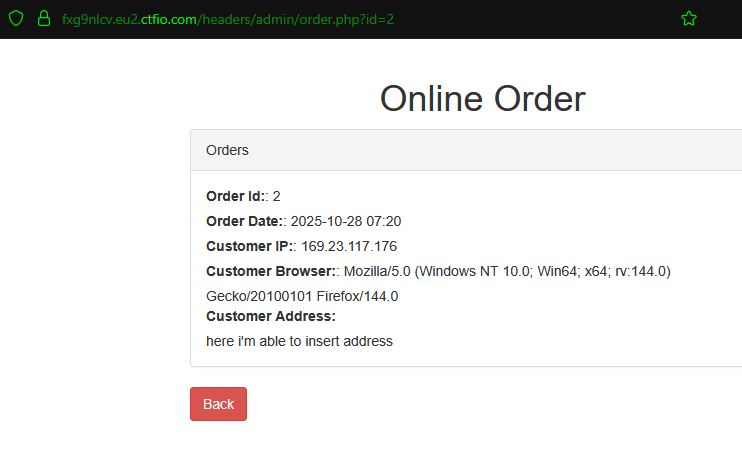 fxg9nlcv.eu2.ctfio.com/headers/admin/order.php?id=2
Online Order
Orders
Order Id:: 2
Order Date:: 2025-10-28 07:20
Customer IP:: 169.23.117.176
Customer Browser:: Mozilla/5.0 (Windows NT 10.0; Win64; x64; rv:144.0)
Gecko/20100101 Firefox/144.0
Customer Address:
here i'm able to insert address
Back